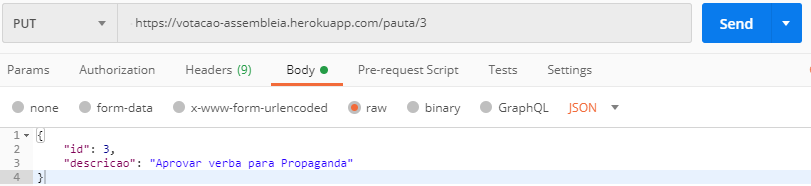 PUT https://votacao-assembleia.herokuapp.com/pauta/3 Send
Params Authorization Headers (9) Body Pre-request Script Tests Settings
none form-data x-www-form-urlencoded raw binary GraphQL JSON
1 {
2 "id": 3,
3 "descricao": "Aprovar verba para Propaganda"
4 }